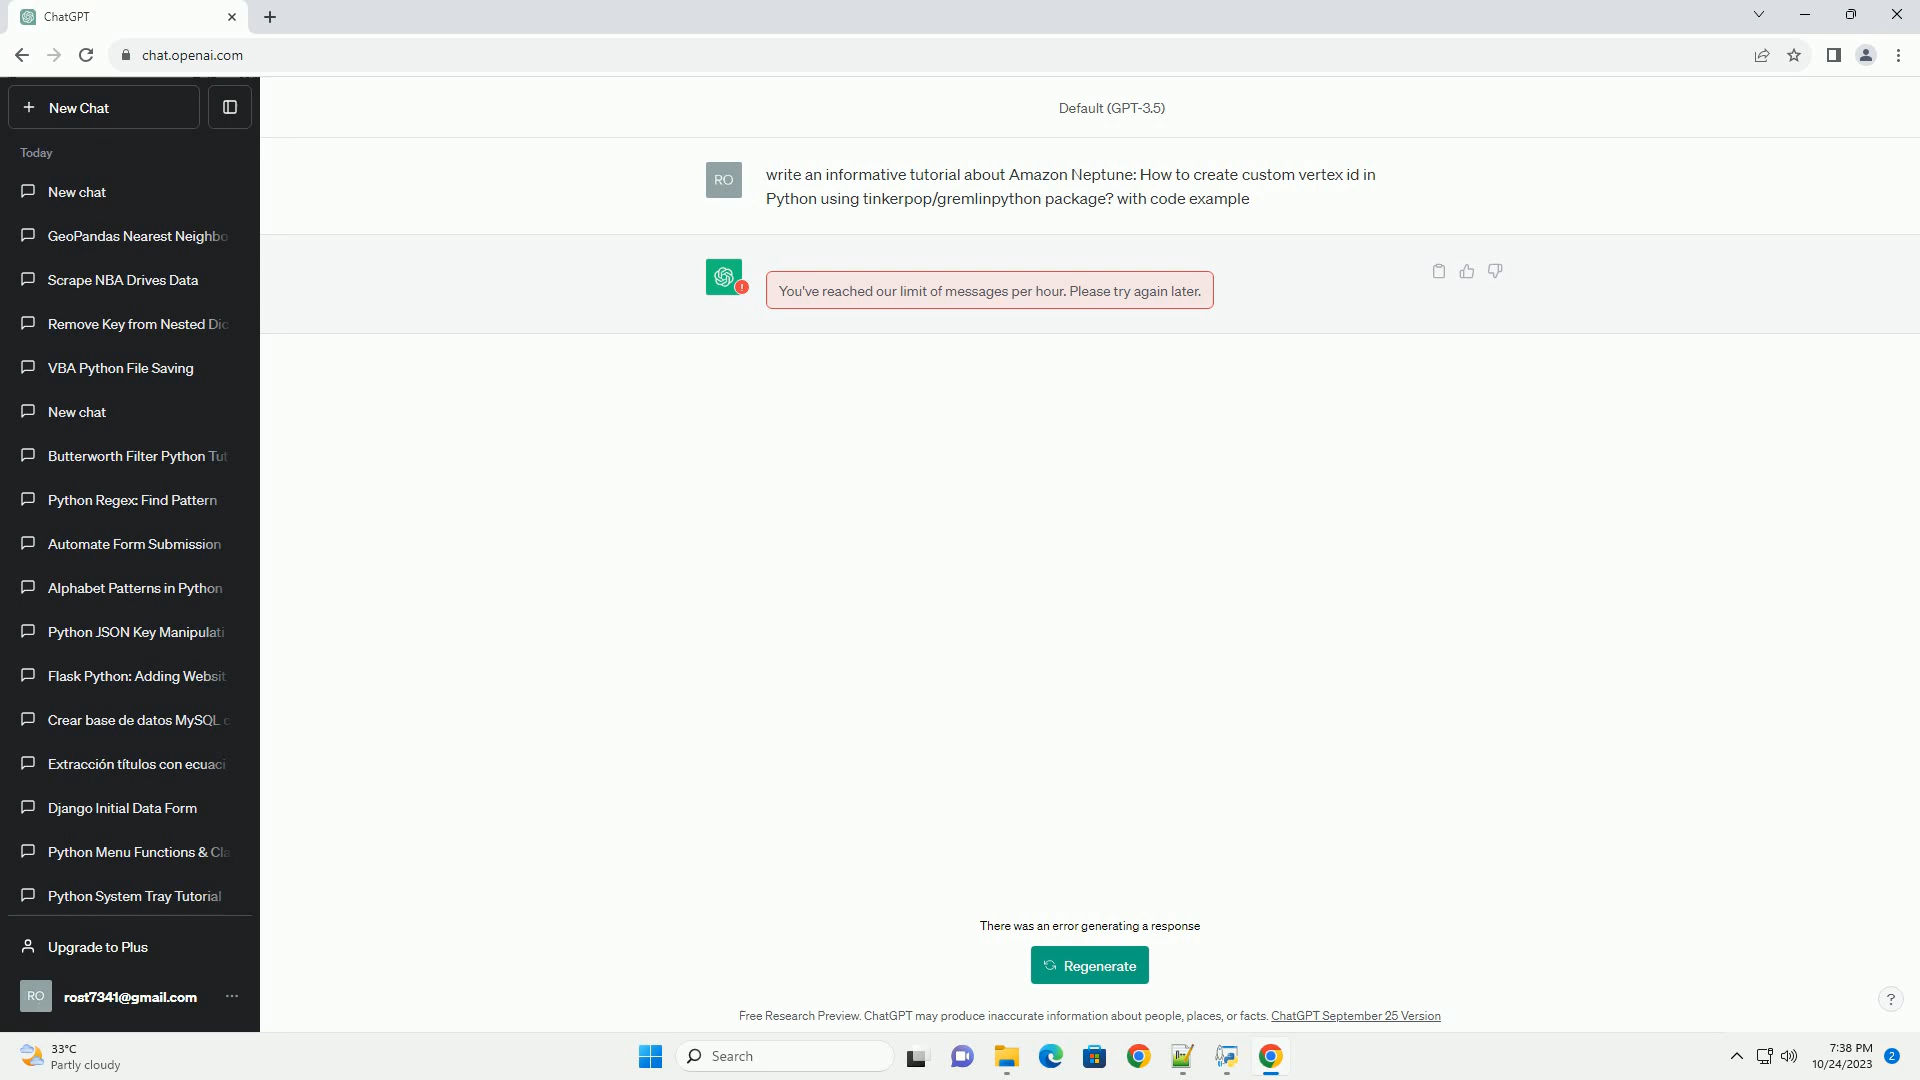 ChatGPT
chat.openai.com
New Chat
Default (GPT-3.5)
Today
New chat
GeoPandas Nearest Neighbo
Scrape NBA Drives Data
Remove Key from Nested Dic
VBA Python File Saving
New chat
Butterworth Filter Python Tut
Python Regex: Find Pattern
Automate Form Submission
Alphabet Patterns in Python
Python JSON Key Manipulati
Flask Python: Adding Websit
Crear base de datos MySQL c
Extracción títulos con ecuaci
Django Initial Data Form
Python Menu Functions & Cla
Python System Tray Tutorial
Upgrade to Plus
RO rost7341@gmail.com
RO
write an informative tutorial about Amazon Neptune: How to create custom vertex id in
Python using tinkerpop/gremlinpython package? with code example
You've reached our limit of messages per hour. Please try again later.
There was an error generating a response
Regenerate
Free Research Preview. ChatGPT may produce inaccurate information about people, places, or facts. ChatGPT September 25 Version
?
33°C
Partly cloudy
Search
7:38 PM
10/24/2023
2